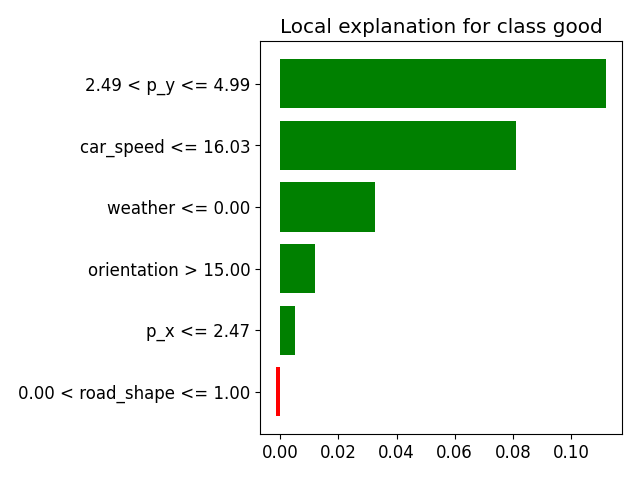 Local explanation for class good
2.49 < p_y <= 4.99
car_speed <= 16.03
weather <= 0.00
orientation > 15.00
p_x <= 2.47
0.00 < road_shape <= 1.00
0.00 0.02 0.04 0.06 0.08 0.10